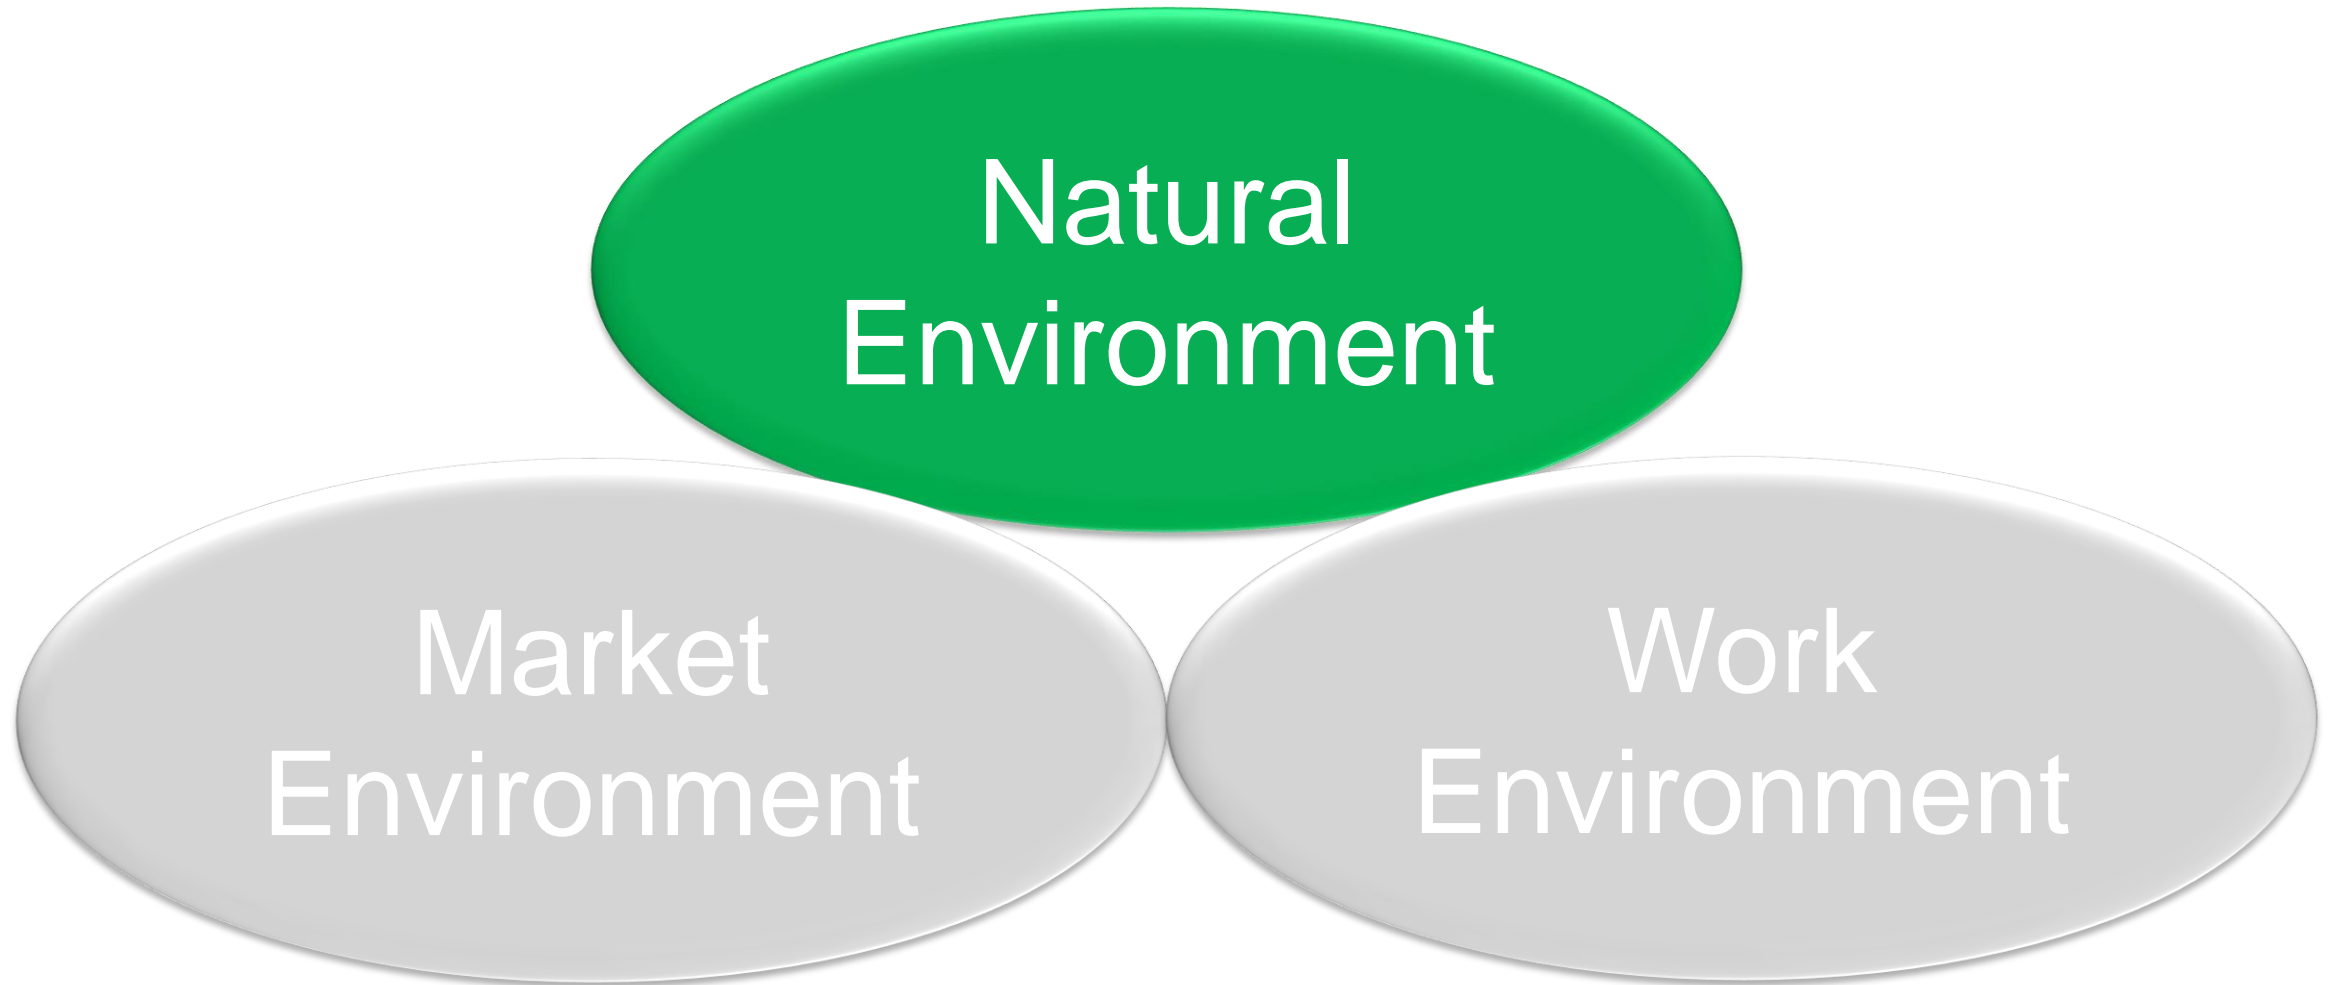 Natural
Environment
Market
Environment
Work
Environment